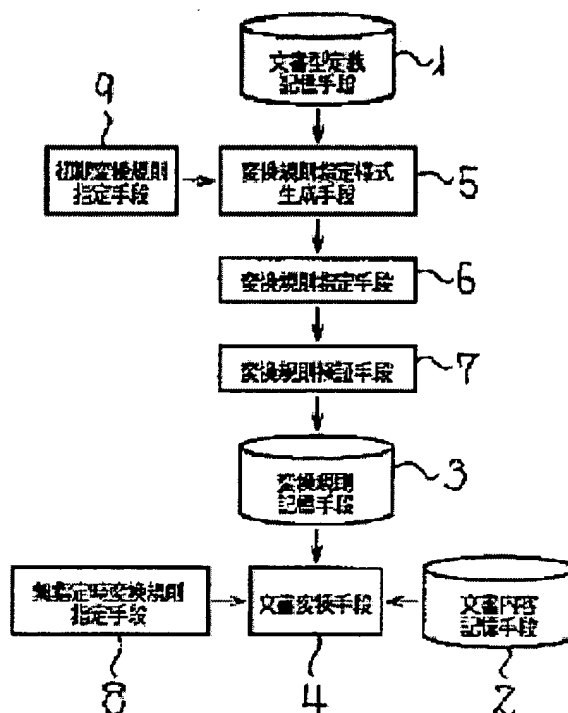 文書型定義
記憶手段
1
9
初期変換規則
指定手段
変換規則指定様式
生成手段
5
変換規則指定手段
6
変換規則検証手段
7
変換規則
記憶手段
3
無指定時変換規則
指定手段
文書変換手段
文書内容
記憶手段
8
4
2